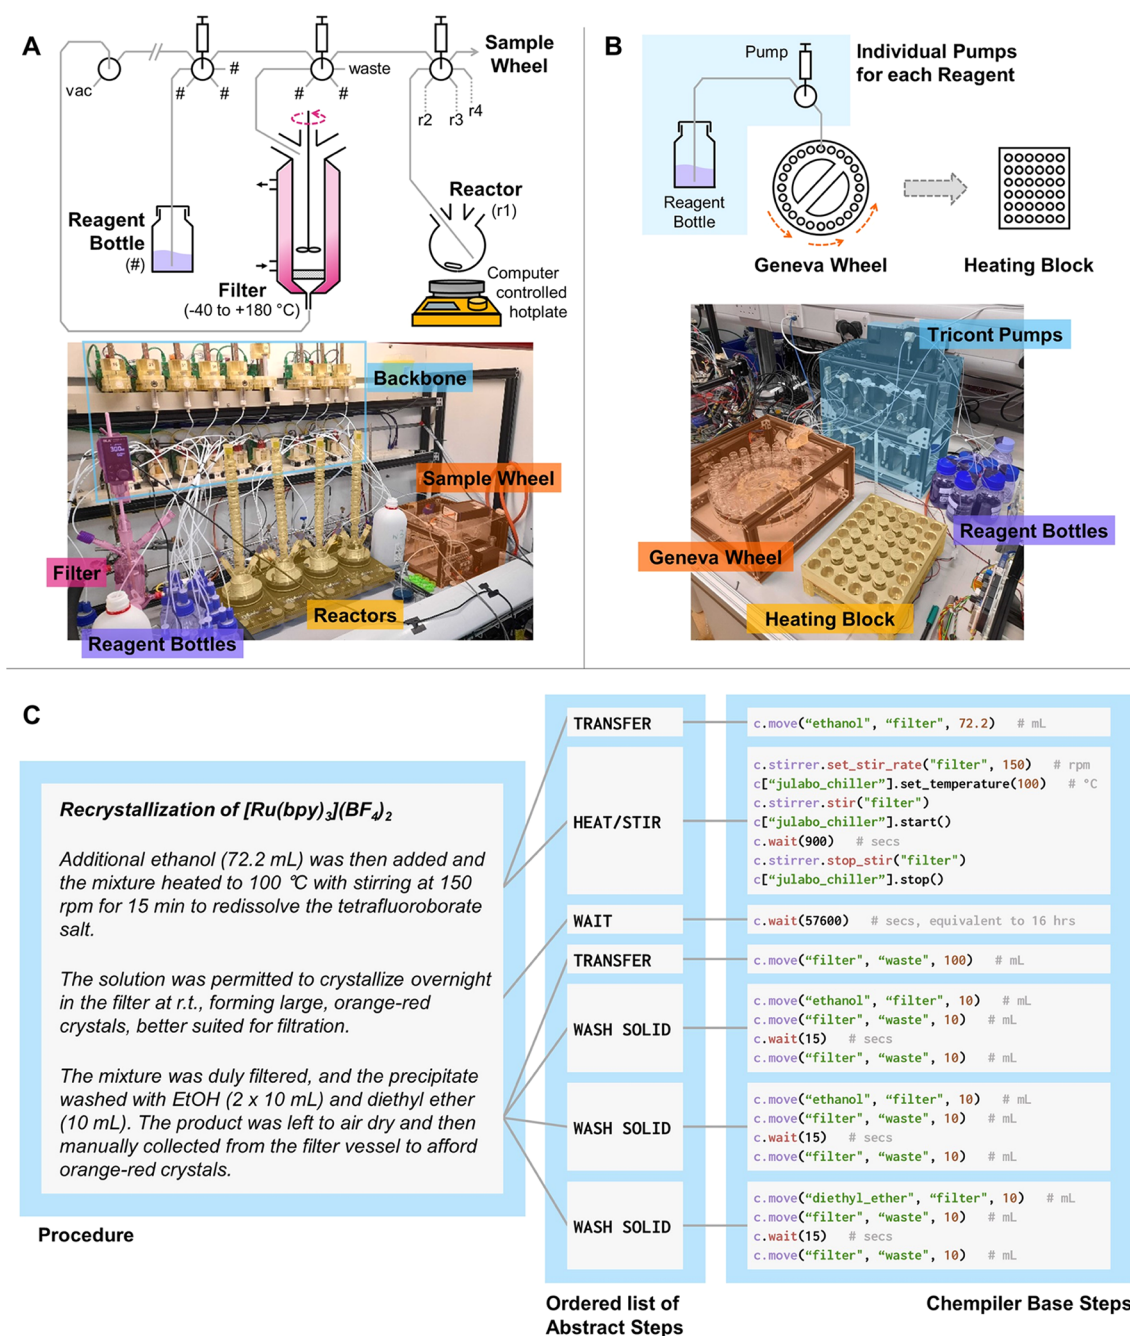 A
Sample
Wheel
vac
#
waste
#
#
#
#
r2
r3
r4
Reactor
(r1)
Reagent
Bottle
(#)
Filter
(-40 to +180 °C)
Computer
controlled
hotplate
Backbone
Sample Wheel
Filter
Reactors
Reagent Bottles
B
Pump
Individual Pumps
for each Reagent
Reagent
Bottle
Geneva Wheel
Heating Block
Tricont Pumps
Reagent Bottles
Geneva Wheel
Heating Block
C
Recrystallization of [Ru(bpy)3](BF4)2
Additional ethanol (72.2 mL) was then added and
the mixture heated to 100 °C with stirring at 150
rpm for 15 min to redissolve the tetrafluoroborate
salt.
The solution was permitted to crystallize overnight
in the filter at r.t., forming large, orange-red
crystals, better suited for filtration.
The mixture was duly filtered, and the precipitate
washed with EtOH (2 x 10 mL) and diethyl ether
(10 mL). The product was left to air dry and then
manually collected from the filter vessel to afford
orange-red crystals.
Procedure
TRANSFER
HEAT/STIR
WAIT
TRANSFER
WASH SOLID
WASH SOLID
WASH SOLID
Ordered list of
Abstract Steps
c.move(“ethanol", “filter", 72.2) # mL
c.stirrer.set_stir_rate("filter", 150) # rpm
c[“julabo_chiller”].set_temperature(100) # °C
c.stirrer.stir("filter")
c[“julabo_chiller”].start()
c.wait(900) # secs
c.stirrer.stop_stir("filter")
c[“julabo_chiller”].stop()
c.wait(57600) # secs, equivalent to 16 hrs
c.move(“filter", “waste", 100) # mL
c.move(“ethanol", “filter", 10) # mL
c.move(“filter", “waste", 10) # mL
c.wait(15) # secs
c.move(“filter", “waste", 10) # mL
c.move(“ethanol", “filter", 10) # mL
c.move(“filter", “waste", 10) # mL
c.wait(15) # secs
c.move(“filter", “waste", 10) # mL
c.move(“diethyl_ether", “filter", 10) # mL
c.move(“filter", “waste", 10) # mL
c.wait(15) # secs
c.move(“filter", “waste", 10) # mL
Chempiler Base Steps